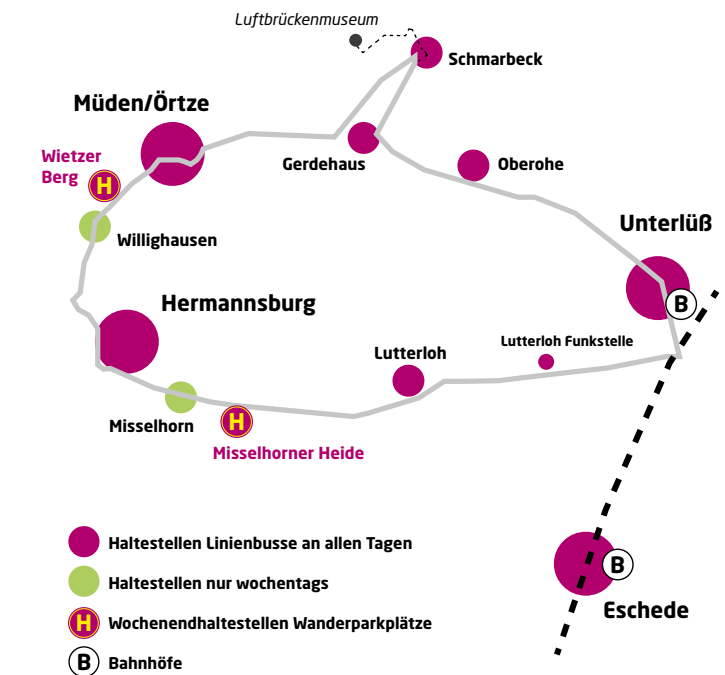 Luftbrückenmuseum
Schmarbeck
Müden/Örtze
Wietzer
Berg
H
Gerdehaus
Oberohe
Willighausen
Unterlüß
B
Hermannsburg
Lutterloh Funkstelle
Lutterloh
Misselhorn
H
Misselhorner Heide
Haltestellen Linienbusse an allen Tagen
B
Haltestellen nur wochentags
Eschede
H Wochenendhaltestellen Wanderparkplätze
B Bahnhöfe